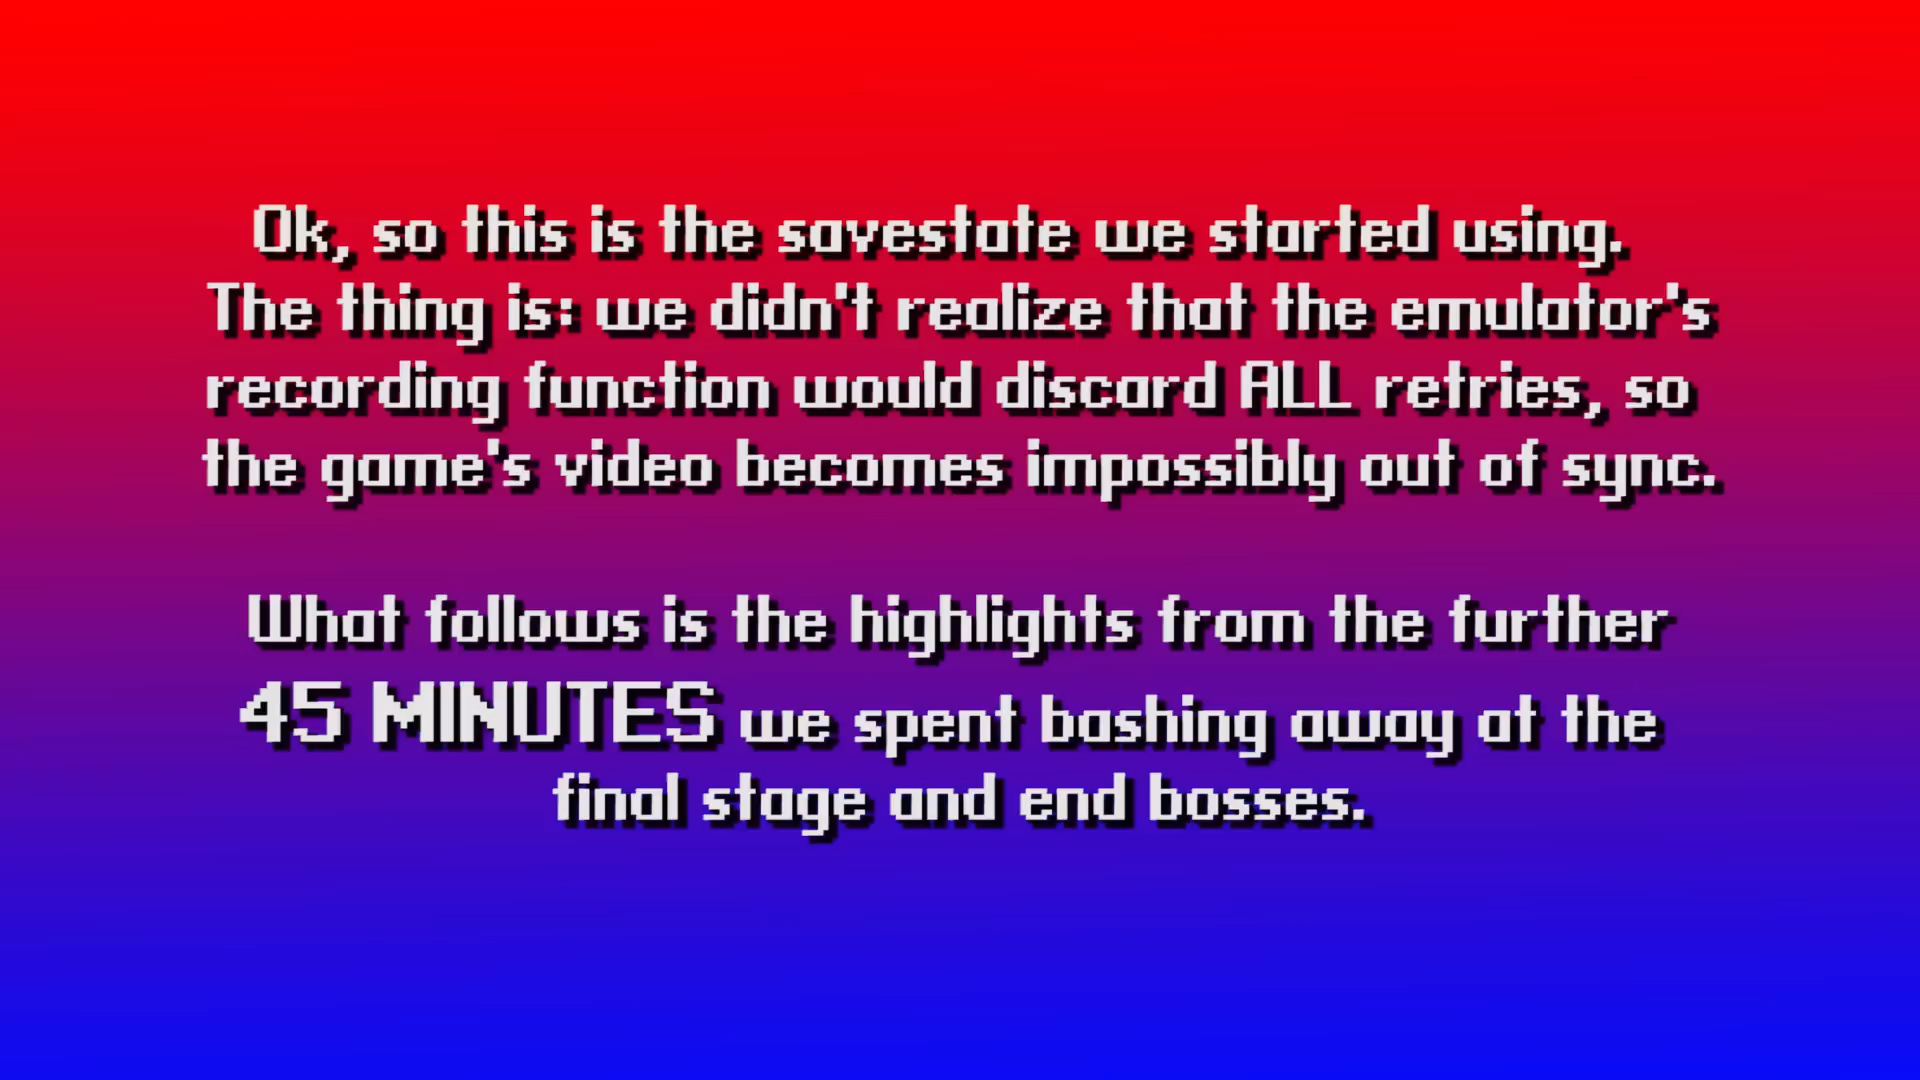 Ok, so this is the savestate we started using.
The thing is: we didn't realize that the emulator's
recording function would discard ALL retries, so
the game's video becomes impossibly out of sync.
What follows is the highlights from the further
45 MINUTES we spent bashing away at the
final stage and end bosses.